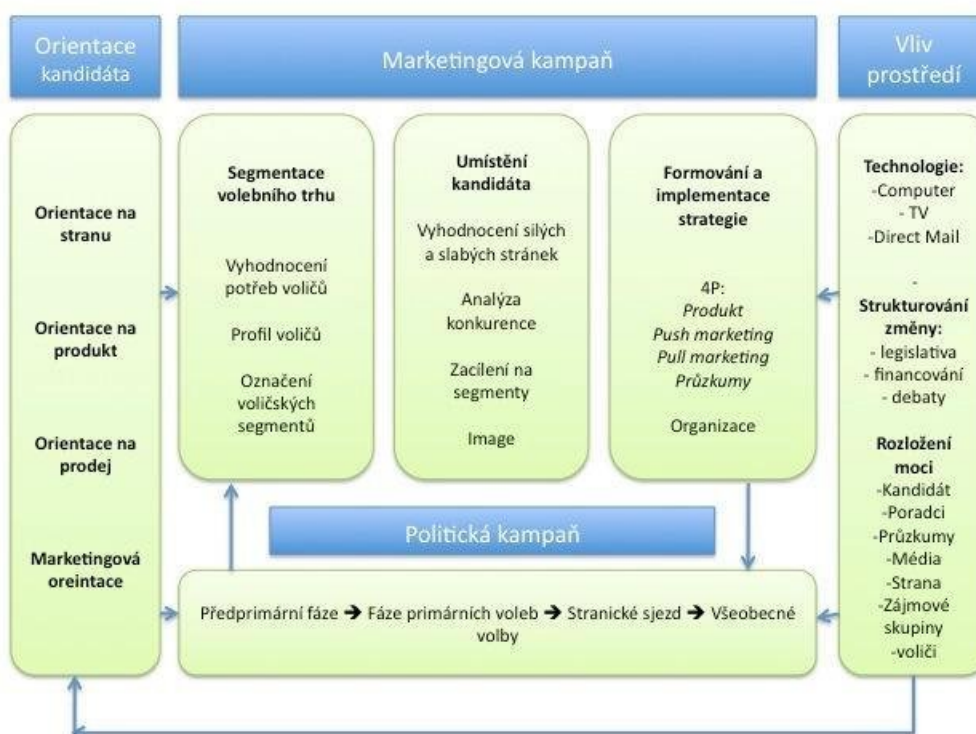 Orientace
kandidáta
Marketingová kampaň
Vliv
prostředí
Orientace na
stranu
Orientace na
produkt
Orientace na
prodej
Marketingová
oreintace
Segmentace
volebního trhu
Vyhodnocení
potřeb voličů
Profil voličů
Označení
voličských
segmentů
Umístění
kandidáta
Vyhodnocení silých
a slabých stránek
Analýza
konkurence
Zacílení na
segmenty
Image
Formování a
implementace
strategie
4P:
Produkt
Push marketing
Pull marketing
Průzkumy
Organizace
Politická kampaň
Předprimární fáze ➔ Fáze primárních voleb ➔ Stranické sjezd ➔ Všeobecné
volby
Technologie:
-Computer
- TV
-Direct Mail
-
Strukturování
změny:
- legislativa
- financování
- debaty
Rozložení
moci
-Kandidát
-Poradci
-Průzkumy
-Média
-Strana
-Zájmové
skupiny
-voliči